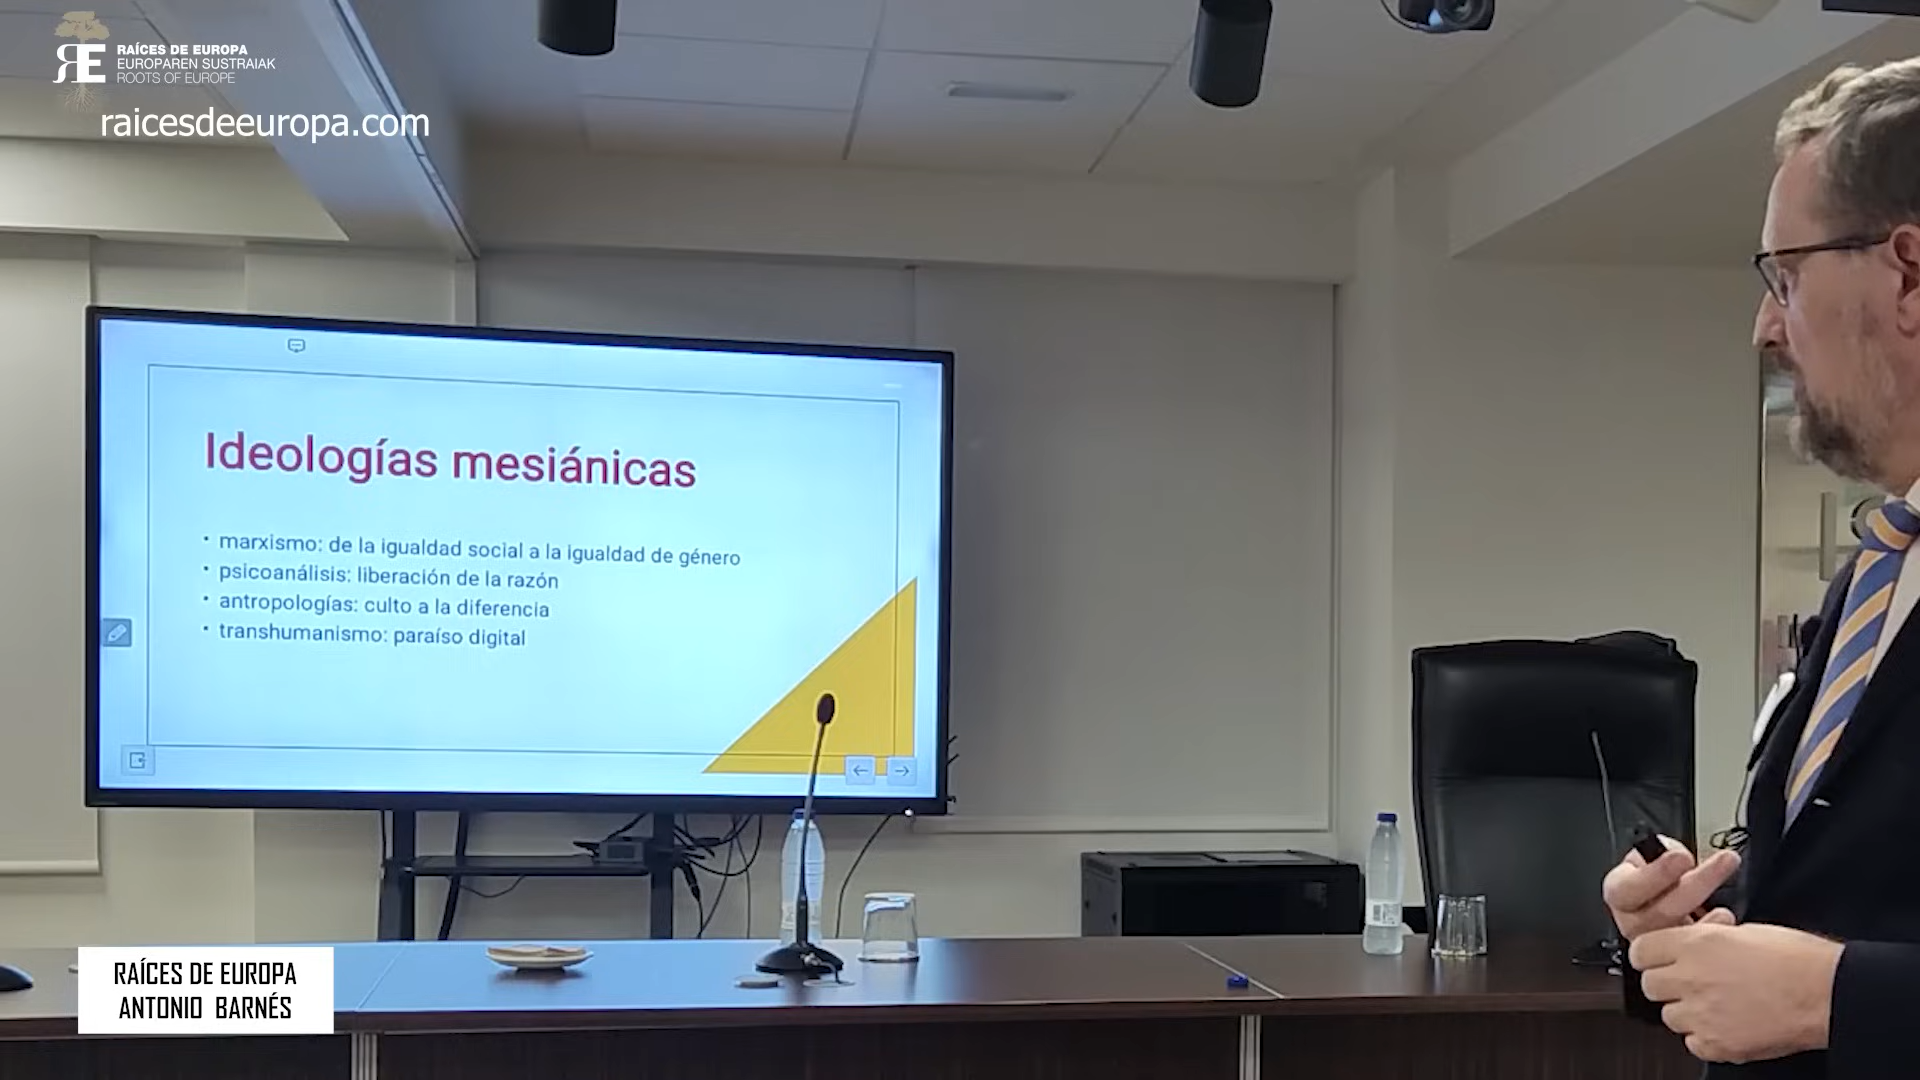 RAÍCES DE EUROPA
EUROPAREN SUSTRAIAK
ROOTS OF EUROPE
raicesdeeuropa.com
Ideologías mesiánicas
• marxismo: de la igualdad social a la igualdad de género
• psicoanálisis: liberación de la razón
• antropologías: culto a la diferencia
• transhumanismo: paraíso digital
RAÍCES DE EUROPA
ANTONIO BARNÉS